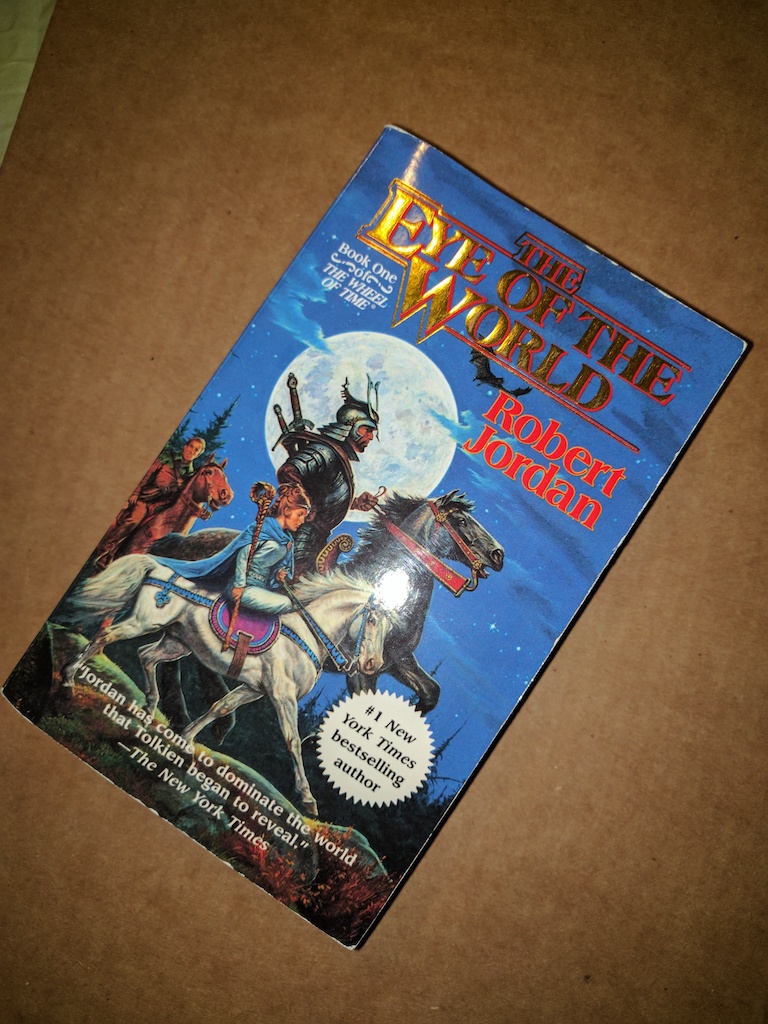 THE
EYE OF THE
WORLD
Book One
of
THE WHEEL
OF TIME®
Robert
Jordan
#1 New
York Times
bestselling
author
"Jordan has come to dominate the world
that Tolkien began to reveal."
—The New York Times